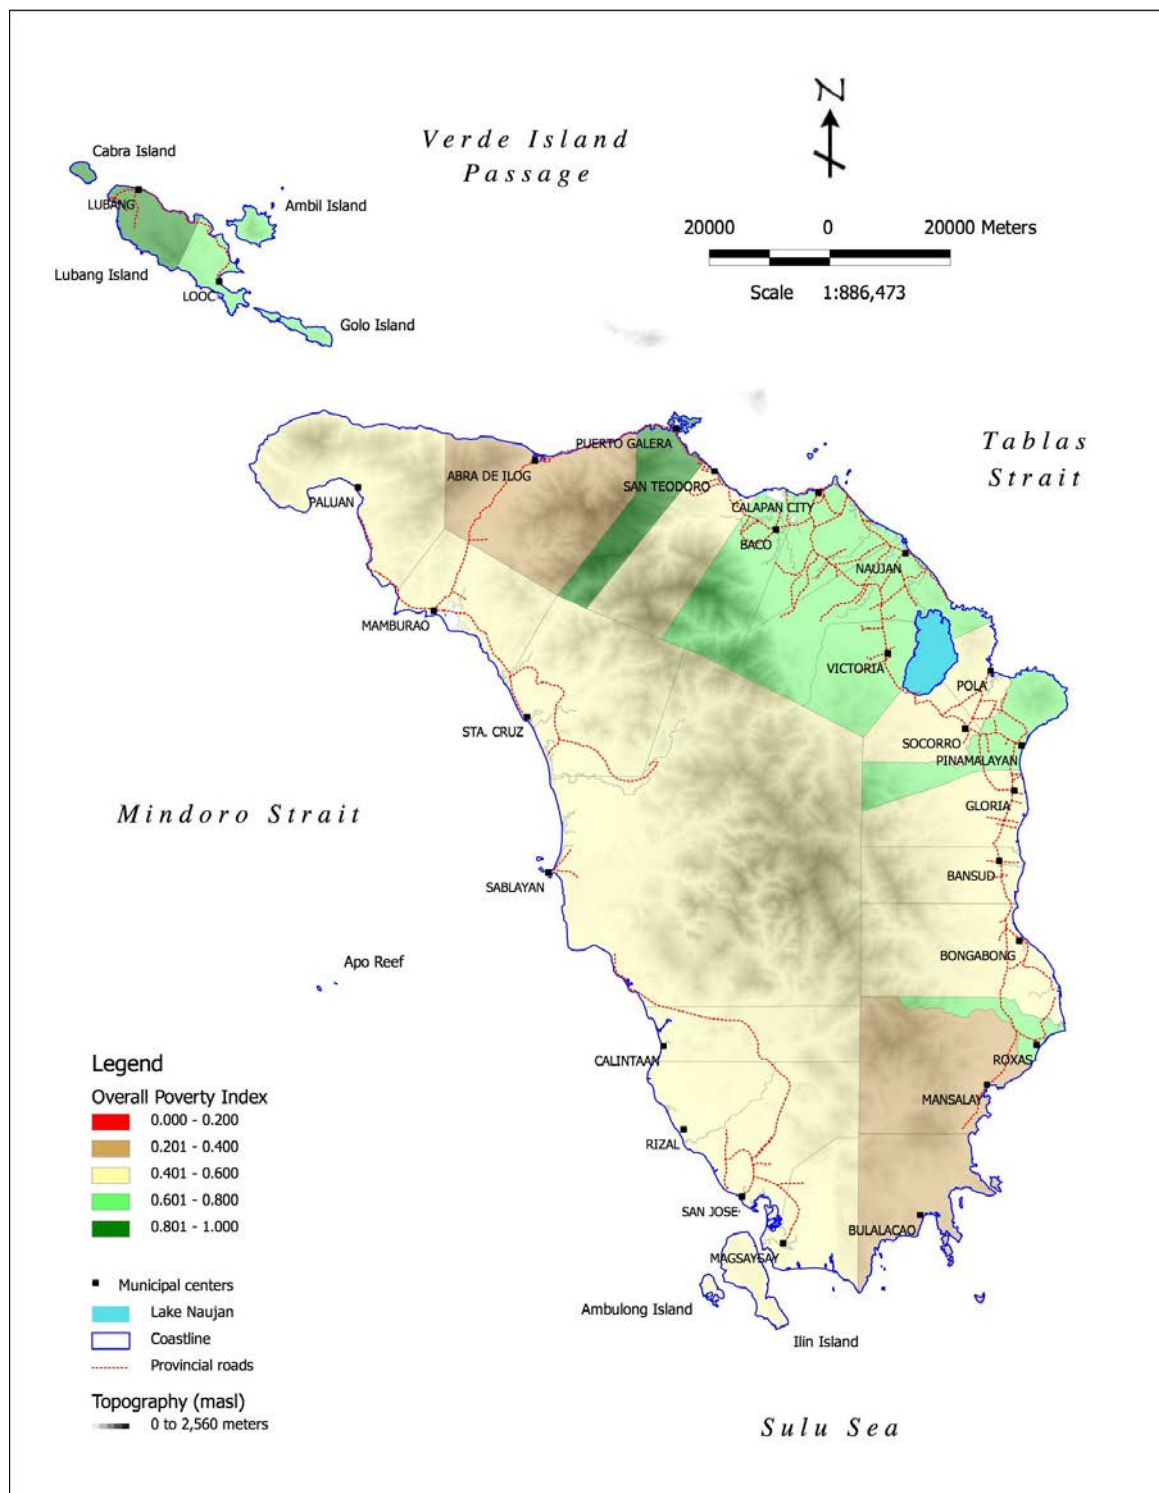 Verde Island
Passage
N
20000 0 20000 Meters
Scale 1:886,473
Cabra Island
LUBANG
Ambil Island
Lubang Island
LOOC
Golo Island
Tablas
Strait
PUERTO GALERA
ABRA DE ILOG
SAN TEODORO
PALUAN
CALAPAN CITY
BACO
NAUJAN
MAMBURAO
VICTORIA
POLA
STA. CRUZ
SOCORRO
PINAMALAYAN
Mindoro Strait
GLORIA
BANSUD
SABLAYAN
BONGABONG
Apo Reef
CALINTAAN
ROXAS
MANSALAY
RIZAL
SAN JOSE
BULALACAO
MAGSAYSAY
Ambulong Island
Ilin Island
Sulu Sea
Legend
Overall Poverty Index
0.000 - 0.200
0.201 - 0.400
0.401 - 0.600
0.601 - 0.800
0.801 - 1.000
Municipal centers
Lake Naujan
Coastline
Provincial roads
Topography (masl)
0 to 2,560 meters